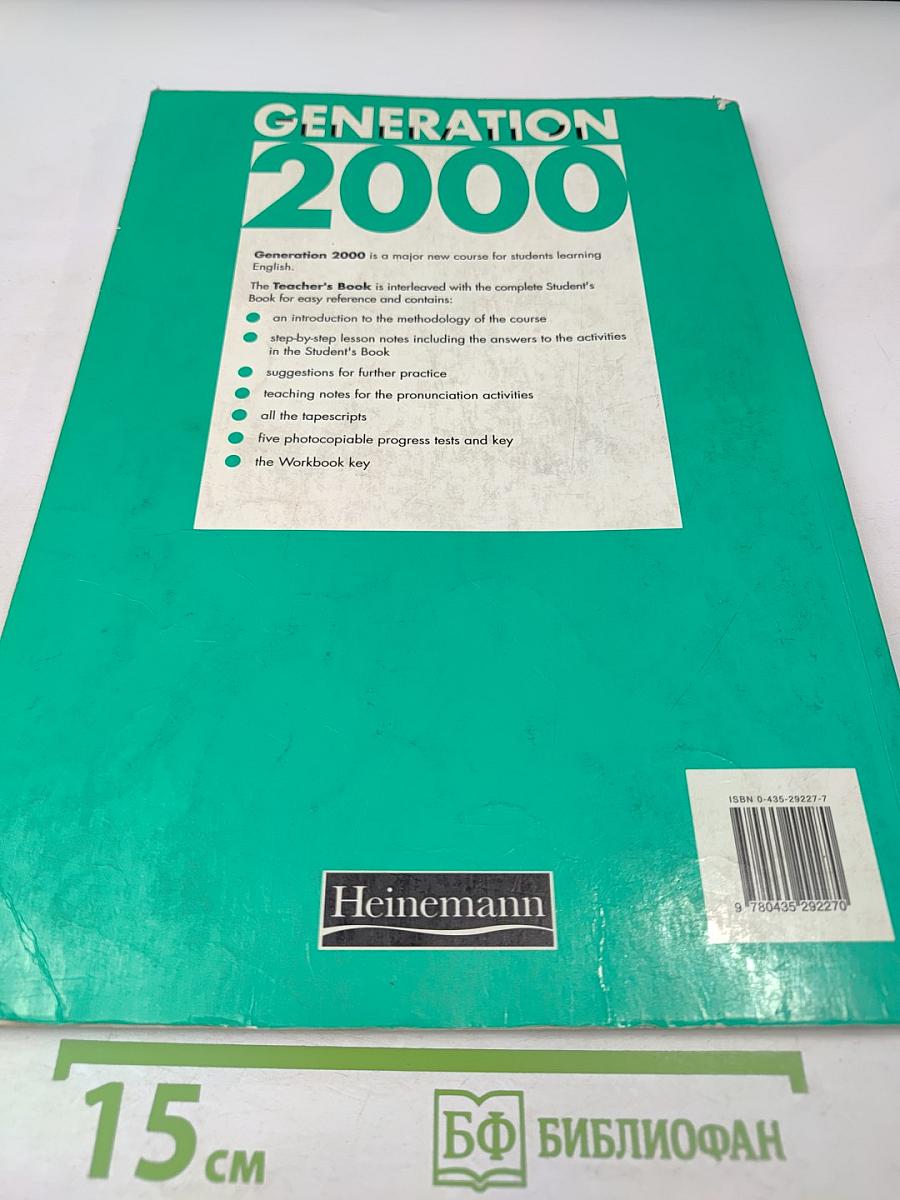 GENERATION
2000
Generation 2000 is a major new course for students learning
English.
The Teacher's Book is interleaved with the complete Student's
Book for easy reference and contains:
an introduction to the methodology of the course
step-by-step lesson notes including the answers to the activities
in the Student's Book
suggestions for further practice
teaching notes for the pronunciation activities
all the tapescripts
five photocopiable progress tests and key
the Workbook key
ISBN 0-435-29227-7
9 780435 292270
Heinemann
15 см
БФ БИБЛИОФАН